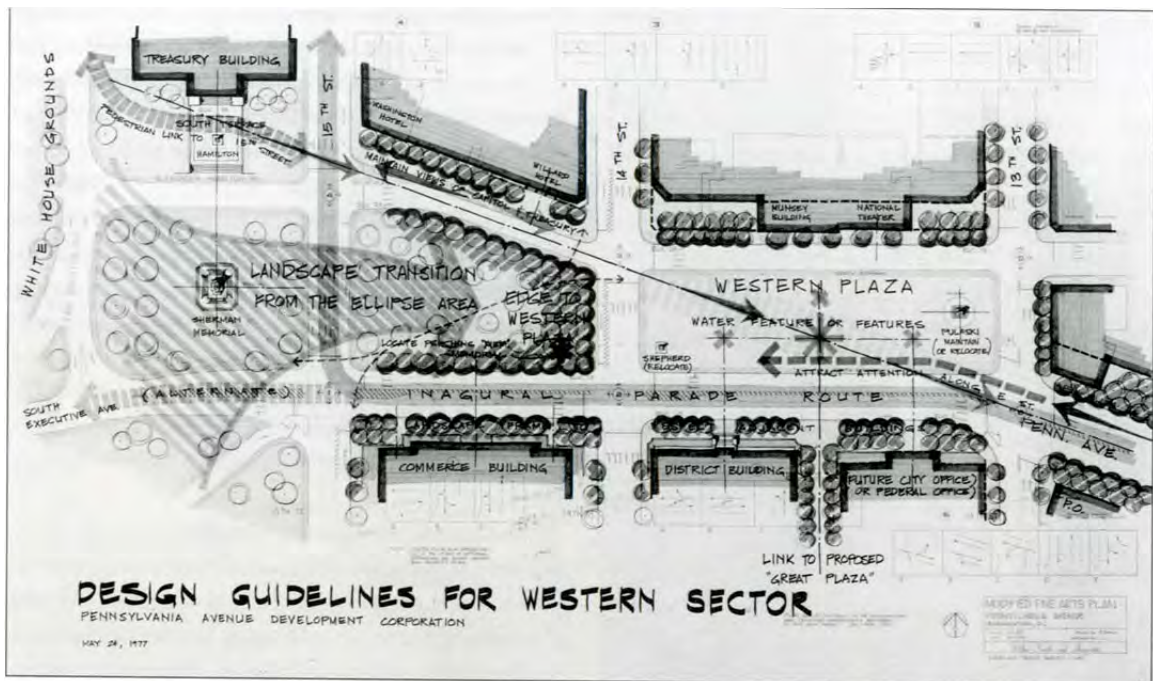 TREASURY BUILDING
WHITE HOUSE GROUNDS
SOUTH TERRACE
PEDESTRIAN LINK TO 15TH STREET
HAMILTON
15TH ST.
WASHINGTON
HOTEL
WILLARD
HOTEL
MAINTAIN VIEWS OF CAPITOL & TREASURY
14TH ST.
MUNSEY
BUILDING
NATIONAL
THEATER
13TH ST.
SHERMAN
MEMORIAL
LANDSCAPE TRANSITION
FROM THE ELLIPSE AREA
EDGE TO
WESTERN
PLAZA
LOCATE PERSHING
MEMORIAL
WESTERN PLAZA
WATER FEATURE OR FEATURES
SHEPHERD
(RELOCATE)
PULASKI
MAINTAIN
(OR RELOCATE)
ATTRACT ATTENTION
ALONG E ST.
SOUTH
EXECUTIVE AVE
(ALTERNATE)
INAGURAL PARADE ROUTE
PENN. AVE.
COMMERCE BUILDING
DISTRICT BUILDING
(FUTURE CITY OFFICE)
OR FEDERAL OFFICE)
P.O.
LINK TO PROPOSED
"GREAT PLAZA"
DESIGN GUIDELINES FOR WESTERN SECTOR
PENNSYLVANIA AVENUE DEVELOPMENT CORPORATION
MAY 24, 1977
MODIFIED FINE ARTS PLAN
PENNSYLVANIA AVENUE